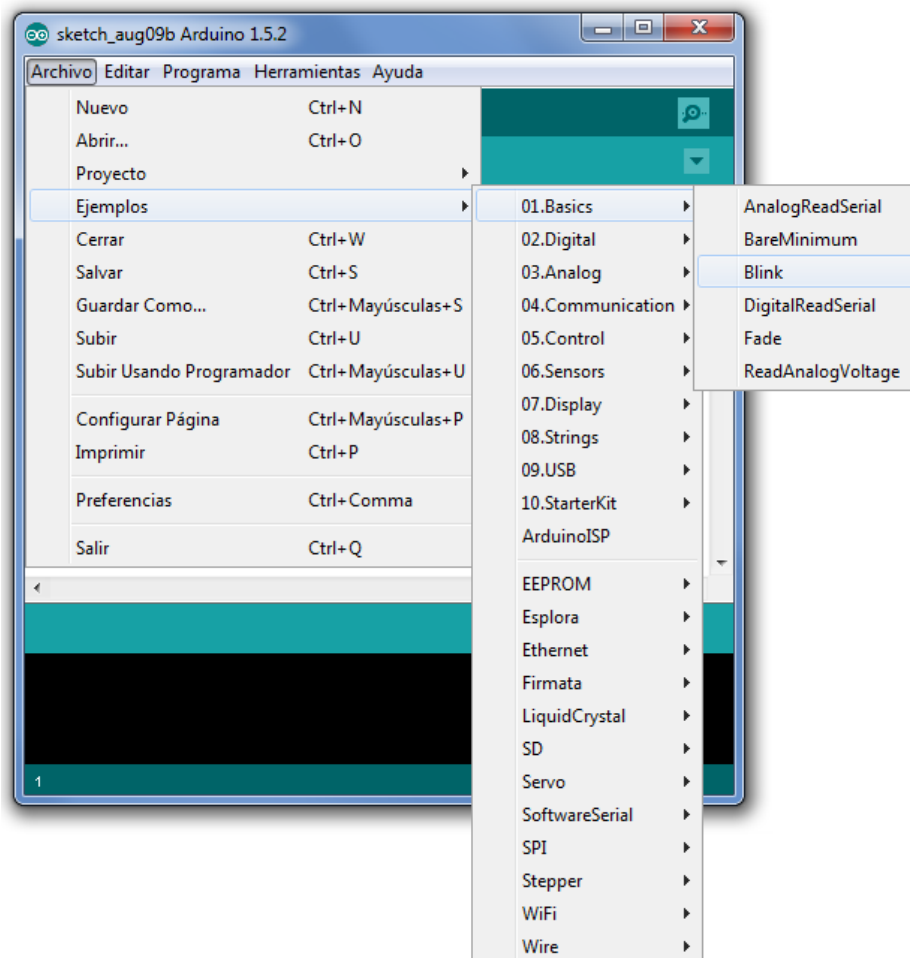 sketch_aug09b Arduino 1.5.2
Archivo Editar Programa Herramientas Ayuda
Nuevo Ctrl+N
Abrir... Ctrl+O
Proyecto
Ejemplos
Cerrar Ctrl+W
Salvar Ctrl+S
Guardar Como... Ctrl+Mayúsculas+S
Subir Ctrl+U
Subir Usando Programador Ctrl+Mayúsculas+U
Configurar Página Ctrl+Mayúsculas+P
Imprimir Ctrl+P
Preferencias Ctrl+Comma
Salir Ctrl+Q
1
01.Basics
02.Digital
03.Analog
04.Communication
05.Control
06.Sensors
07.Display
08.Strings
09.USB
10.StarterKit
ArduinoISP
EEPROM
Esplora
Ethernet
Firmata
LiquidCrystal
SD
Servo
SoftwareSerial
SPI
Stepper
WiFi
Wire
AnalogReadSerial
BareMinimum
Blink
DigitalReadSerial
Fade
ReadAnalogVoltage